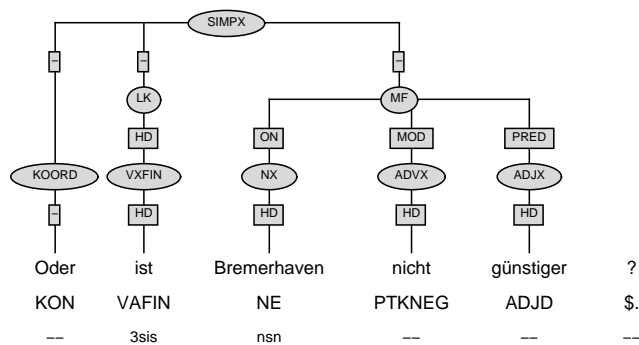 SIMPX
– – –
LK MF
HD ON MOD PRED
KOORD VXFIN NX ADVX ADJX
– HD HD HD HD
Oder ist Bremerhaven nicht günstiger ?
KON VAFIN NE PTKNEG ADJD $.
–– 3sis nsn –– –– ––